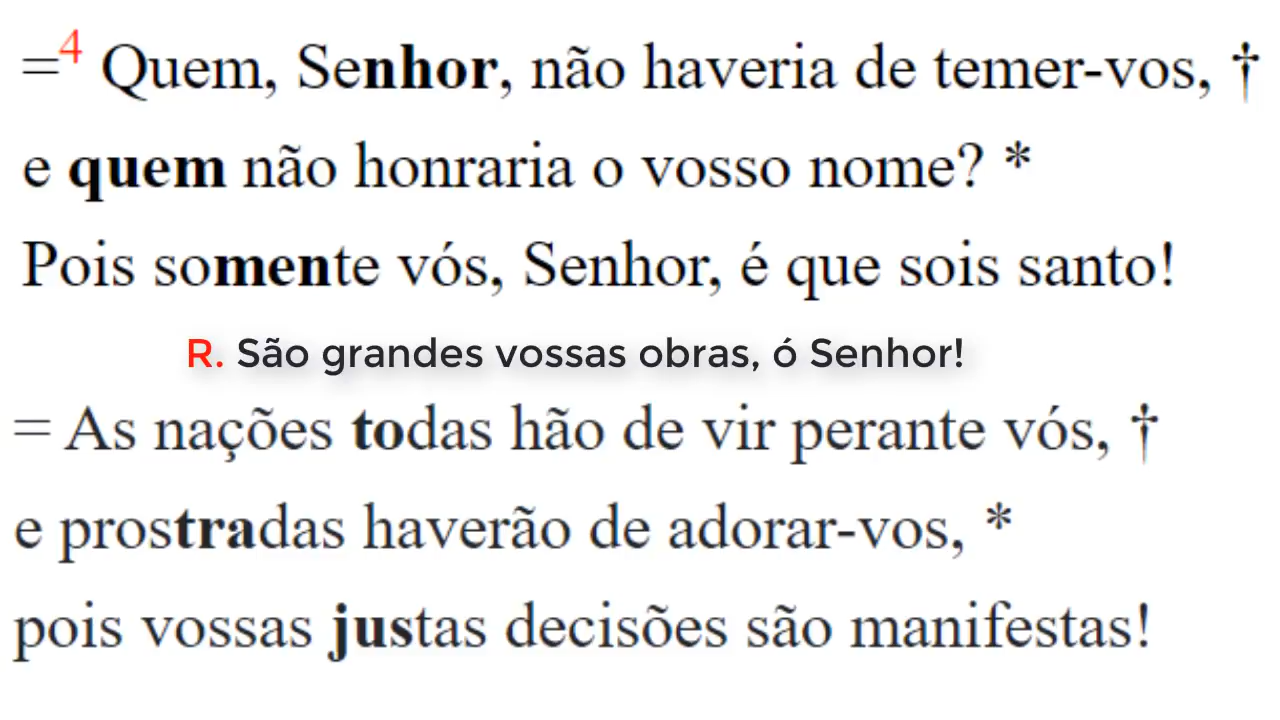 =4 Quem, Senhor, não haveria de temer-vos, †
e quem não honraria o vosso nome? *
Pois somente vós, Senhor, é que sois santo!
R. São grandes vossas obras, ó Senhor!
= As nações todas hão de vir perante vós, †
e prostradas haverão de adorar-vos, *
pois vossas justas decisões são manifestas!